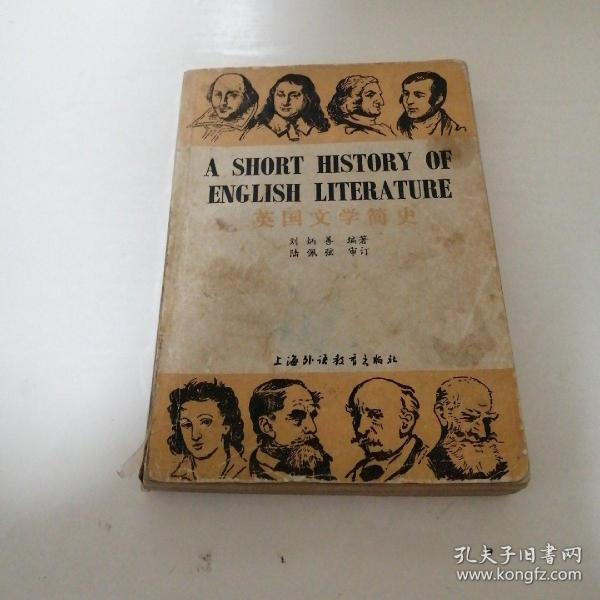 A SHORT HISTORY OF
ENGLISH LITERATURE
英国文学简史
刘炳善 编著
陆佩弦 审订
上海外语教育出版社
孔夫子旧书网
www.kongfz.com